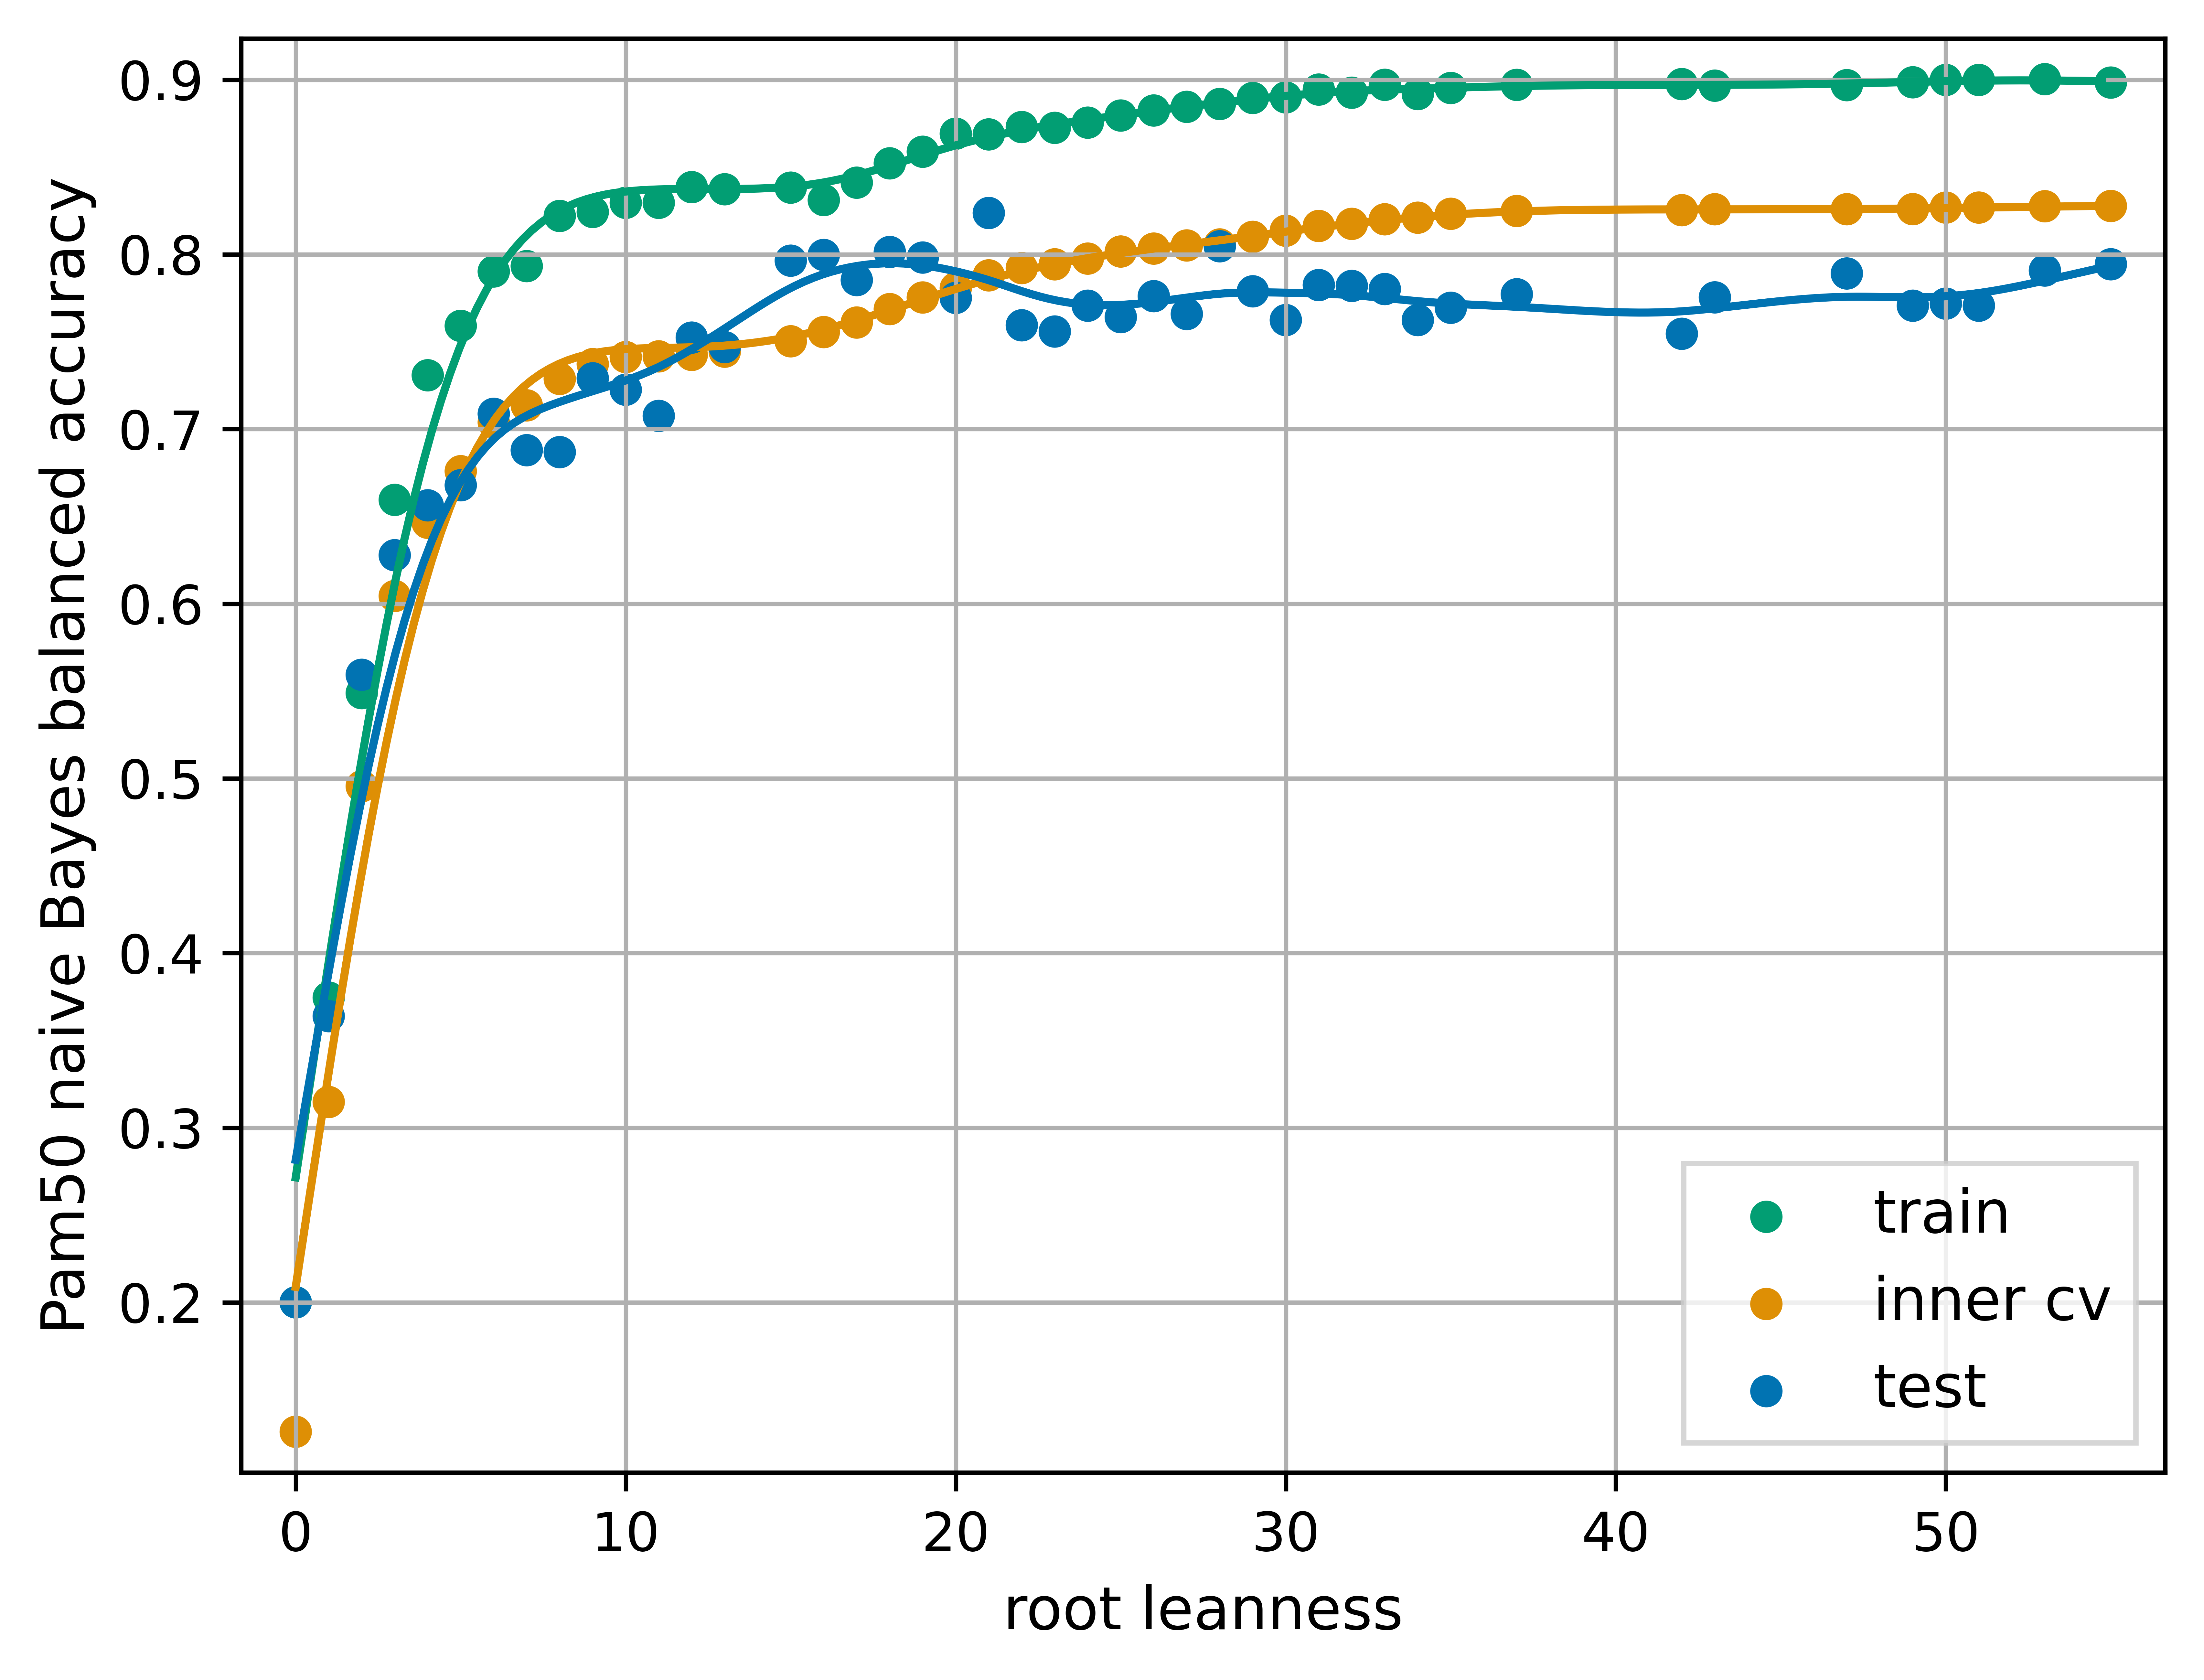 Pam50 naive Bayes balanced accuracy
0.9
0.8
0.7
0.6
0.5
0.4
0.3
0.2
0 10 20 30 40 50
root leanness
train
inner cv
test